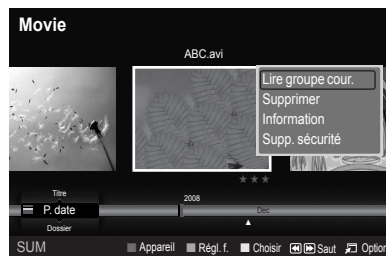 Movie
ABC.avi
Lire groupe cour.
Supprimer
Information
Supp. sécurité
Titre
2008
P. date
Dec
Dossier
SUM Appareil Régl. f. Choisir Saut Option